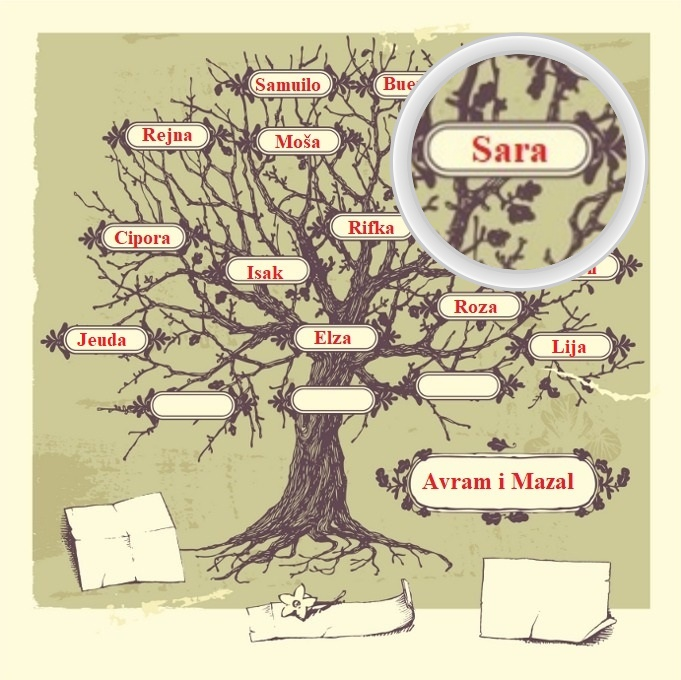 Samuilo
Sara
Rejna
Moša
Cipora
Rifka
Isak
Roza
Jeuda
Elza
Lija
Avram i Mazal